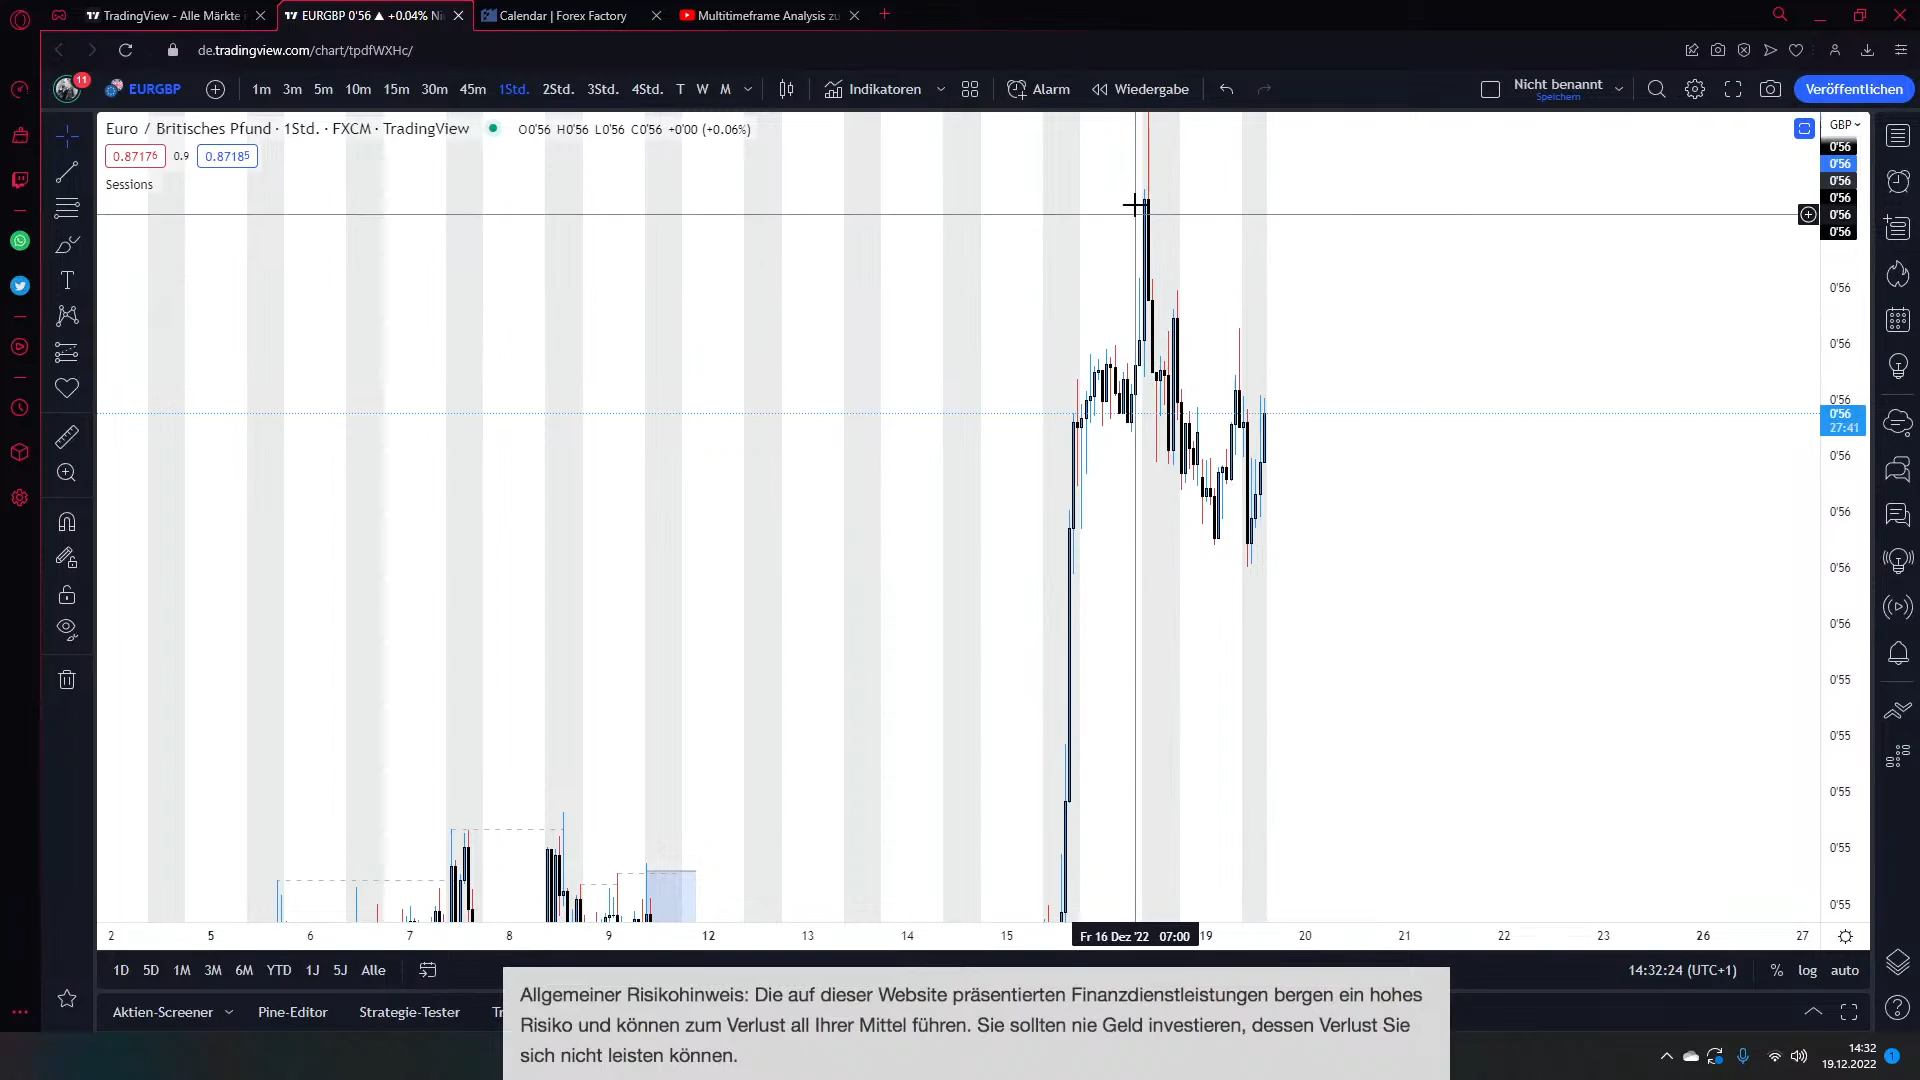 TradingView - Alle Märkte
EURGBP 0'56 ▲ +0.04%
Calendar | Forex Factory
Multitimeframe Analysis zu
de.tradingview.com/chart/tpdfWXHc/
11
EURGBP
1m 3m 5m 10m 15m 30m 45m 1Std. 2Std. 3Std. 4Std. T W M
Indikatoren
Alarm
Wiedergabe
Nicht benannt
Speichern
Veröffentlichen
Euro / Britisches Pfund · 1Std. · FXCM · TradingView
O0'56 H0'56 L0'56 C0'56 +0'00 (+0.06%)
GBP
0.87176 0.9 0.87185
Sessions
0'56
0'56
0'56
0'56
0'56
0'56
0'56
0'56
0'56
0'56
27:41
0'56
0'56
0'56
0'56
0'55
0'55
0'55
0'55
0'55
2 5 6 7 8 9 12 13 14 15 Fr 16 Dez '22 07:00 19 20 21 22 23 26 27
1D 5D 1M 3M 6M YTD 1J 5J Alle
14:32:24 (UTC+1) % log auto
Aktien-Screener Pine-Editor Strategie-Tester
Allgemeiner Risikohinweis: Die auf dieser Website präsentierten Finanzdienstleistungen bergen ein hohes
Risiko und können zum Verlust all Ihrer Mittel führen. Sie sollten nie Geld investieren, dessen Verlust Sie
sich nicht leisten können.
14:32
19.12.2022
1